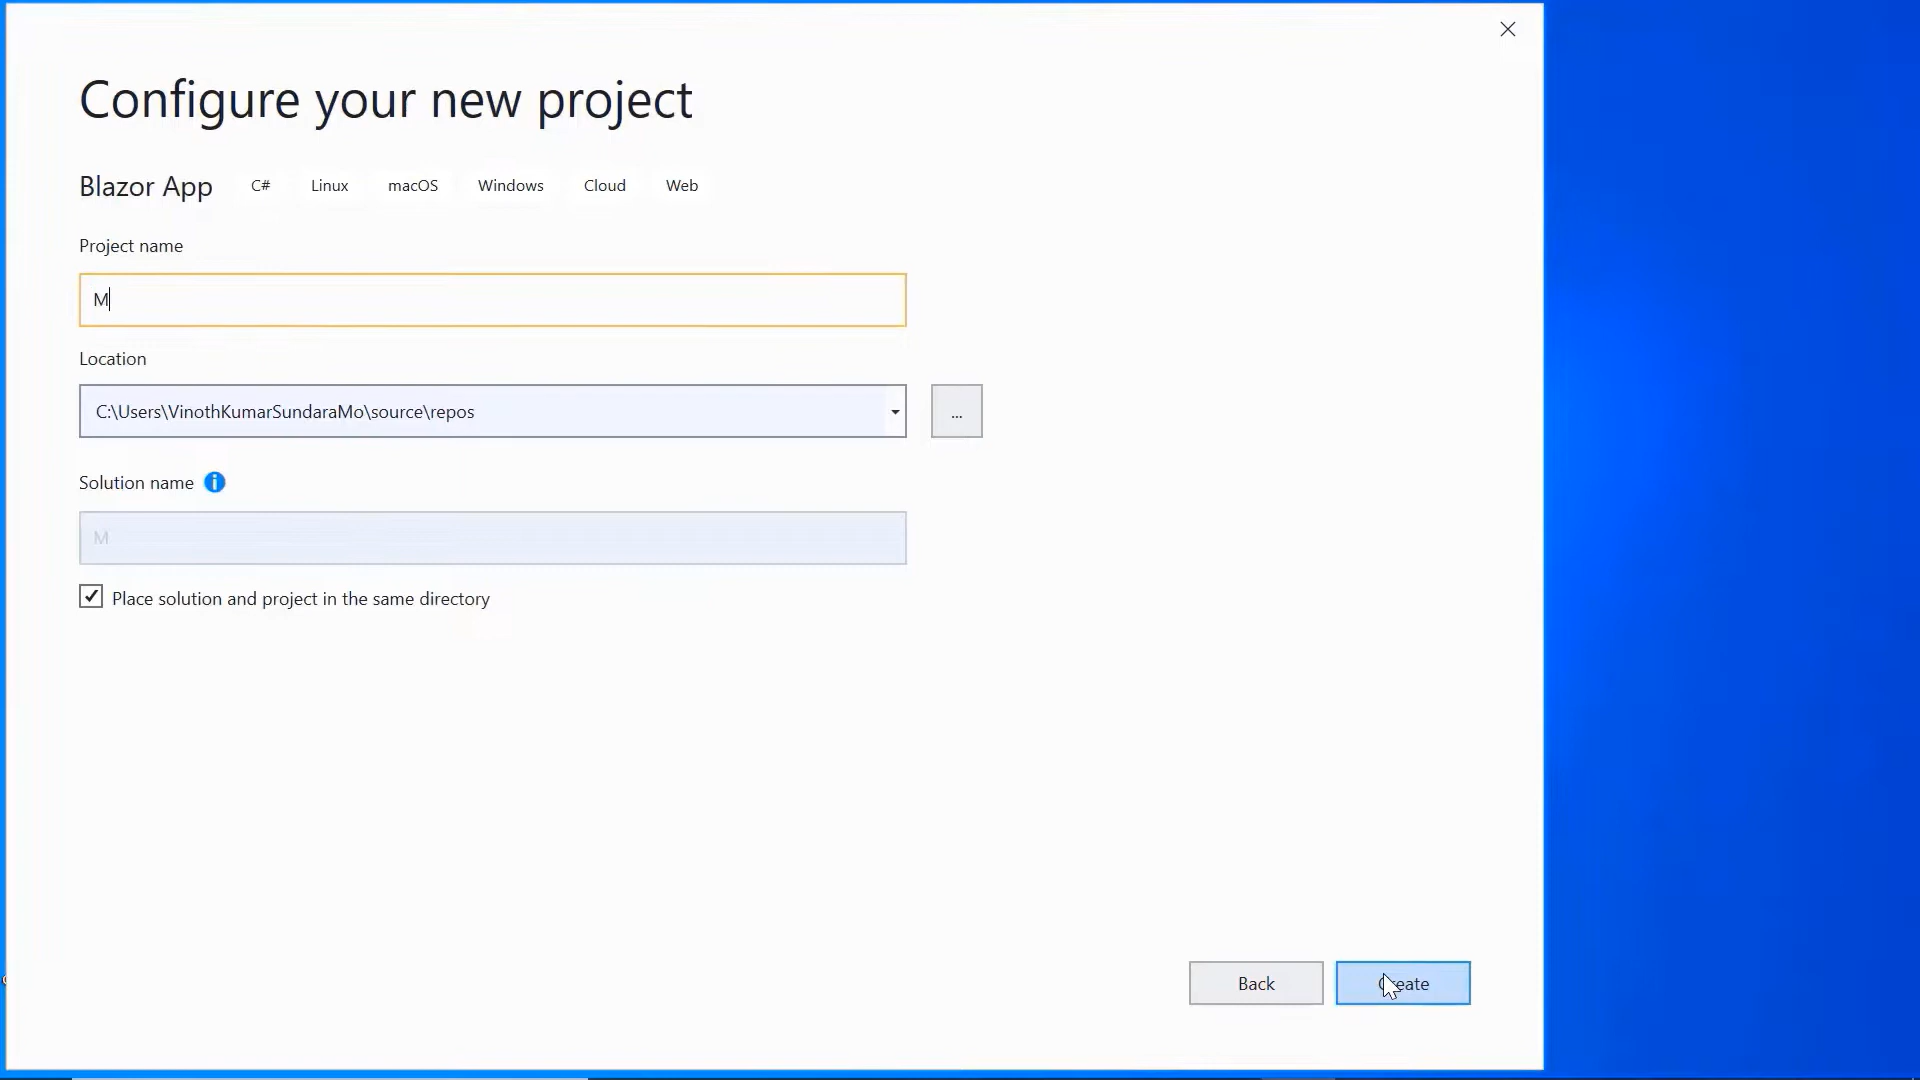 Configure your new project
Blazor App C# Linux macOS Windows Cloud Web
Project name
M
Location
C:\Users\VinothKumarSundaraMo\source\repos
...
Solution name
M
Place solution and project in the same directory
Back
Create